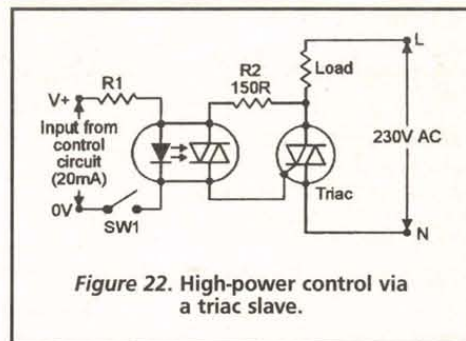 R1
V+
Input from
control
circuit
(20mA)
0V
SW1
R2
150R
Load
L
230V AC
N
Triac
Figure 22. High-power control via
a triac slave.